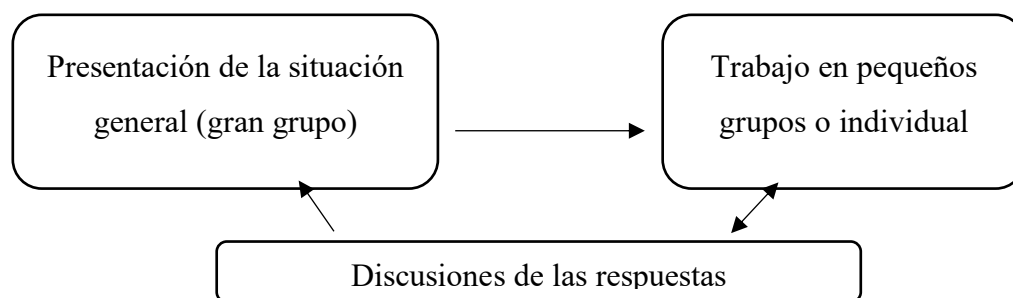 Presentación de la situación
general (gran grupo)
Trabajo en pequeños
grupos o individual
Discusiones de las respuestas